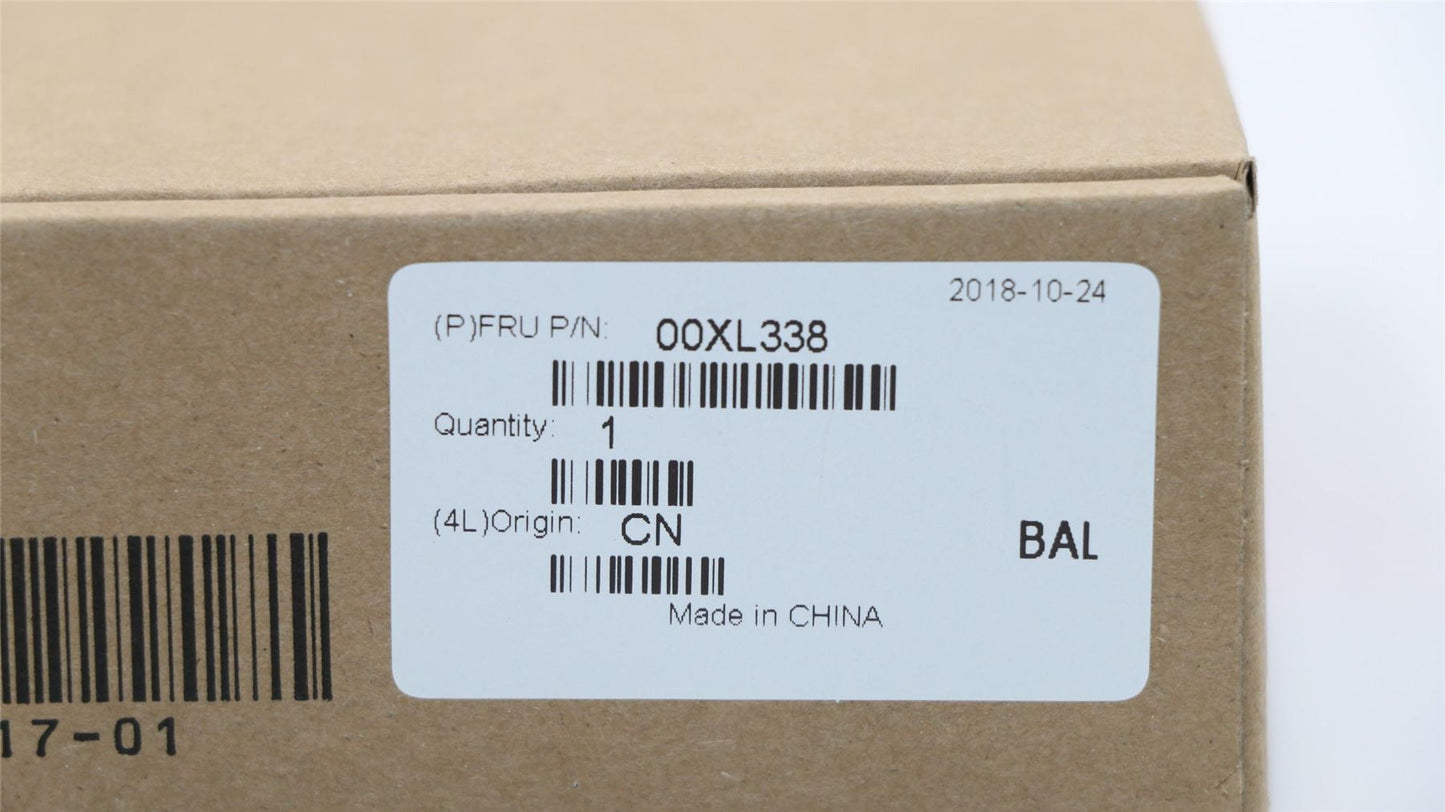 2018-10-24
(P)FRU P/N: 00XL338
Quantity: 1
(4L)Origin: CN
BAL
Made in CHINA
17-01